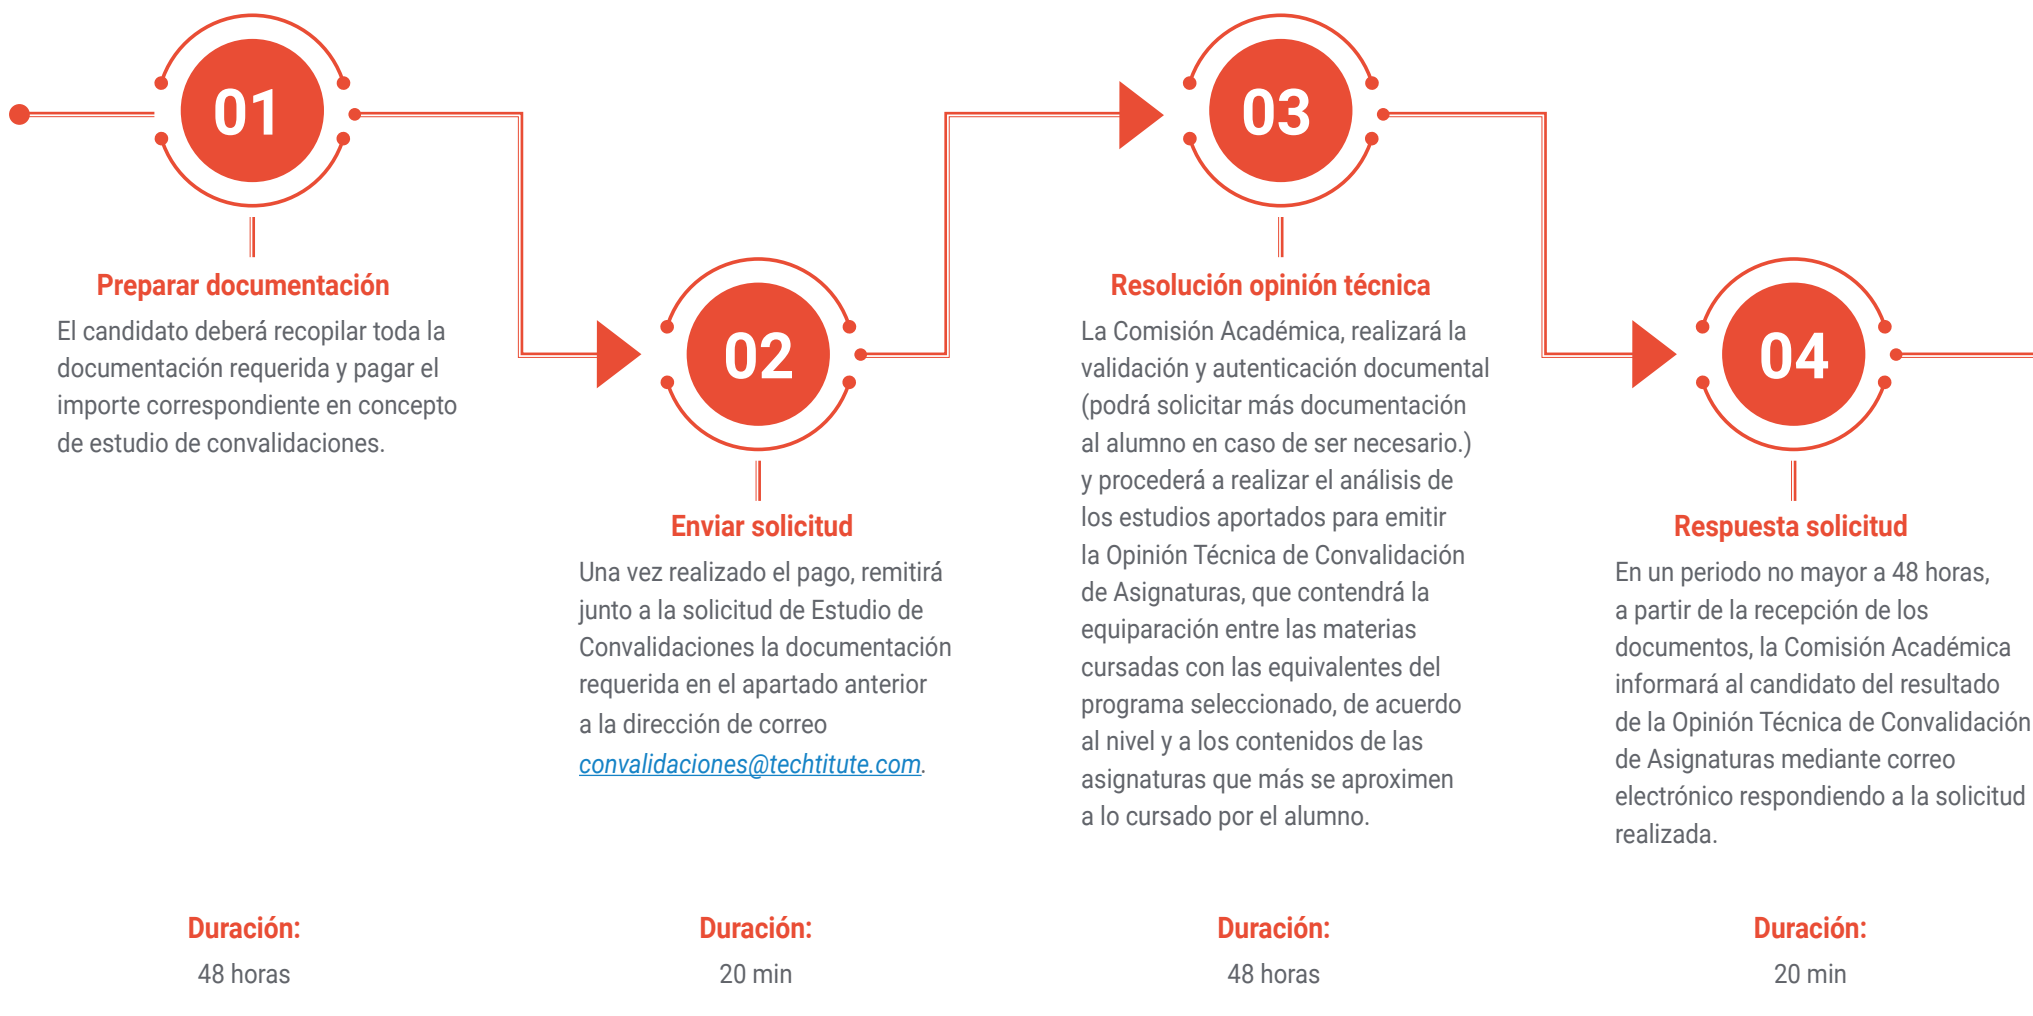 01
Preparar documentación
El candidato deberá recopilar toda la
documentación requerida y pagar el
importe correspondiente en concepto
de estudio de convalidaciones.
Duración:
48 horas
02
Enviar solicitud
Una vez realizado el pago, remitirá
junto a la solicitud de Estudio de
Convalidaciones la documentación
requerida en el apartado anterior
a la dirección de correo
convalidaciones@techtitute.com.
Duración:
20 min
03
Resolución opinión técnica
La Comisión Académica, realizará la
validación y autenticación documental
(podrá solicitar más documentación
al alumno en caso de ser necesario.)
y procederá a realizar el análisis de
los estudios aportados para emitir
la Opinión Técnica de Convalidación
de Asignaturas, que contendrá la
equiparación entre las materias
cursadas con las equivalentes del
programa seleccionado, de acuerdo
al nivel y a los contenidos de las
asignaturas que más se aproximen
a lo cursado por el alumno.
Duración:
48 horas
04
Respuesta solicitud
En un periodo no mayor a 48 horas,
a partir de la recepción de los
documentos, la Comisión Académica
informará al candidato del resultado
de la Opinión Técnica de Convalidación
de Asignaturas mediante correo
electrónico respondiendo a la solicitud
realizada.
Duración:
20 min